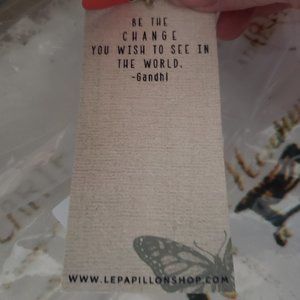 BE THE
CHANGE
YOU WISH TO SEE IN
THE WORLD.
-Gandhi
WWW.LEPAPILLONSHOP.COM